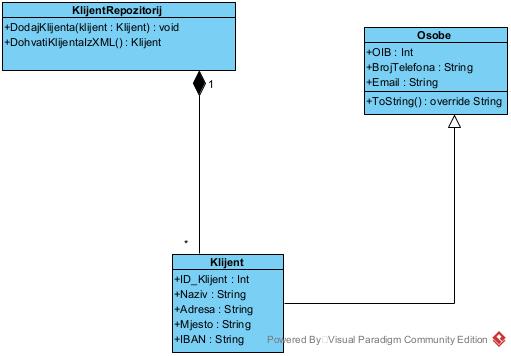 KlijentRepozitorij
+DodajKlijenta(klijent : Klijent) : void
+DohvatiKlijentaIzXML() : Klijent
1
*
Osobe
+OIB : Int
+BrojTelefona : String
+Email : String
+ToString() : override String
Klijent
+ID_Klijent : Int
+Naziv : String
+Adresa : String
+Mjesto : String
+IBAN : String
Powered By Visual Paradigm Community Edition